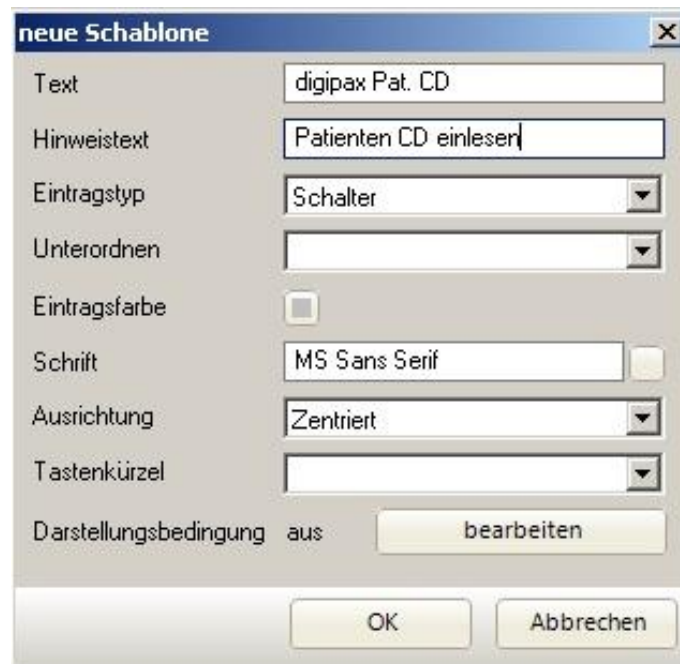 neue Schablone
Text digipax Pat. CD
Hinweistext Patienten CD einlesen
Eintragstyp Schalter
Unterordnen
Eintragsfarbe
Schrift MS Sans Serif
Ausrichtung Zentriert
Tastenkürzel
Darstellungsbedingung aus bearbeiten
OK Abbrechen